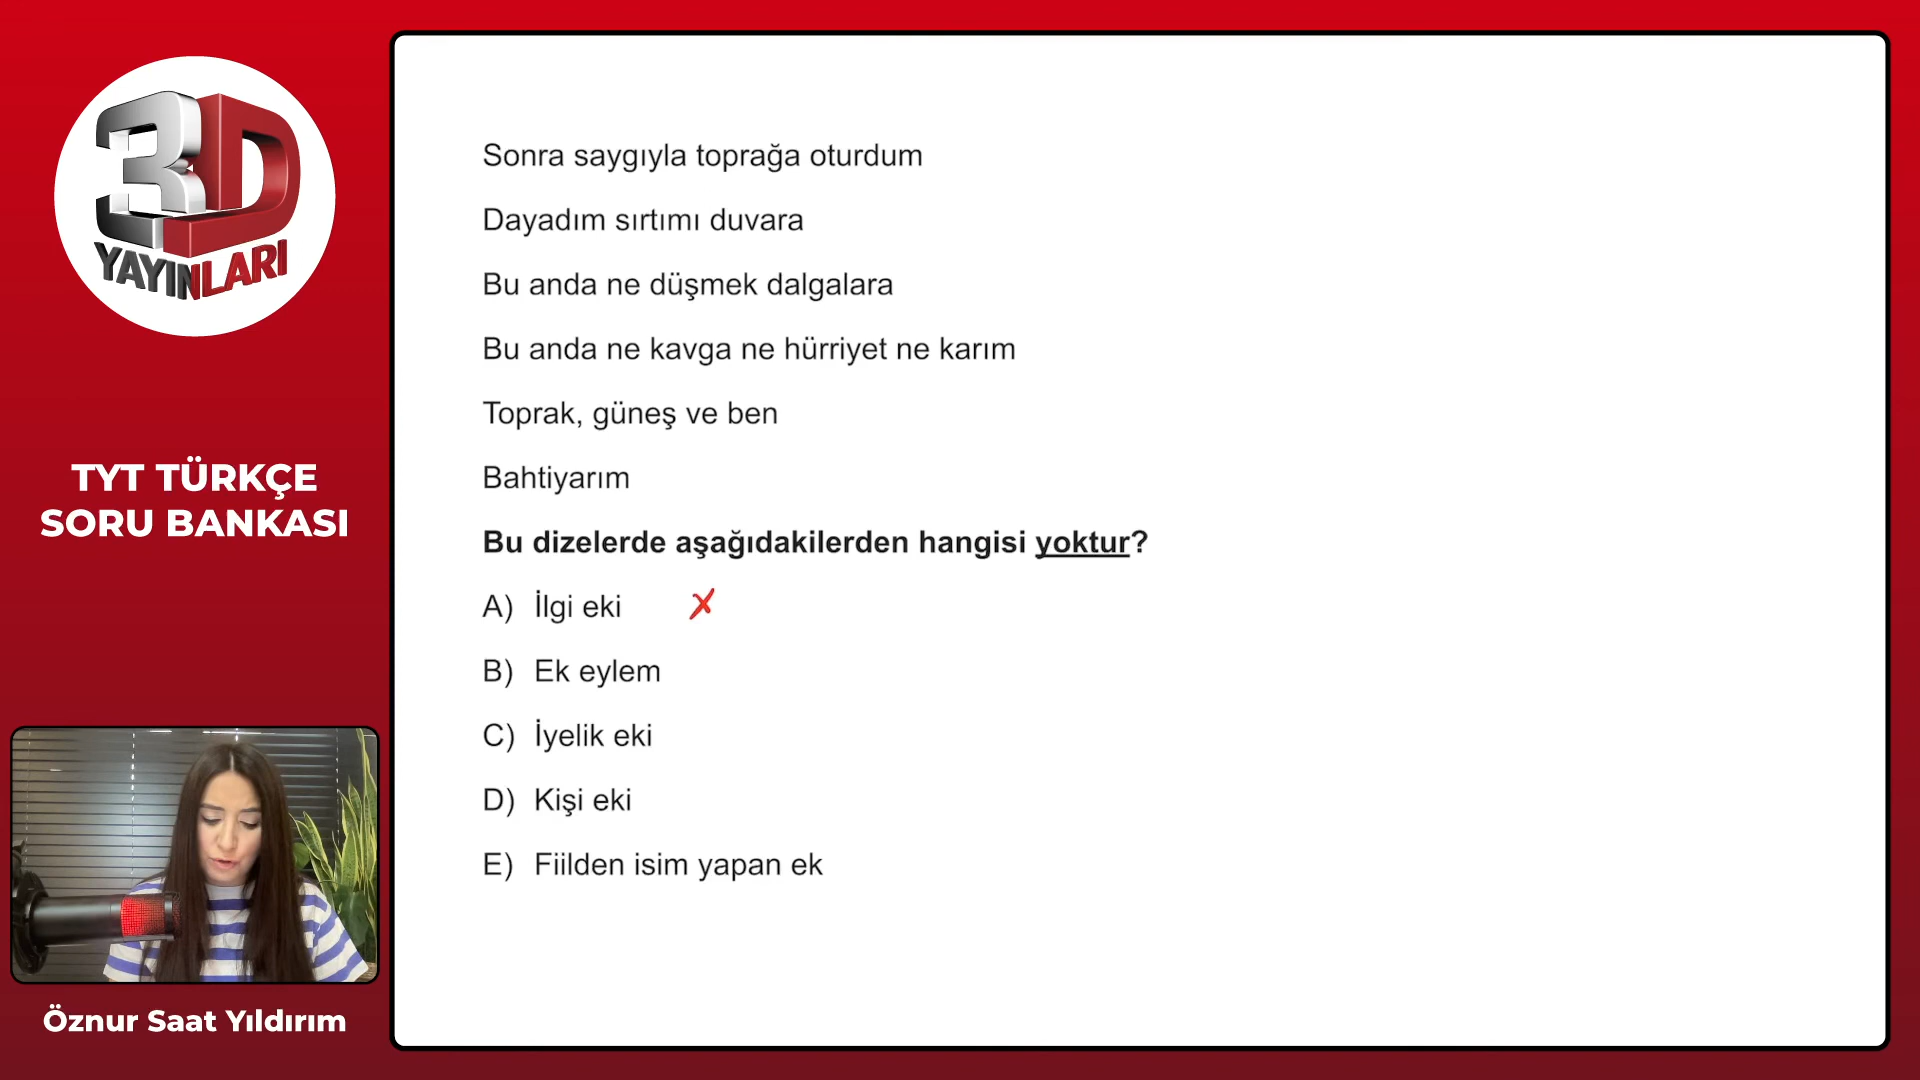 3D
YAYINLARI
TYT TÜRKÇE
SORU BANKASI
Öznur Saat Yıldırım
Sonra saygıyla toprağa oturdum
Dayadım sırtımı duvara
Bu anda ne düşmek dalgalara
Bu anda ne kavga ne hürriyet ne karım
Toprak, güneş ve ben
Bahtiyarım
Bu dizelerde aşağıdakilerden hangisi yoktur?
A) İlgi eki
B) Ek eylem
C) İyelik eki
D) Kişi eki
E) Fiilden isim yapan ek